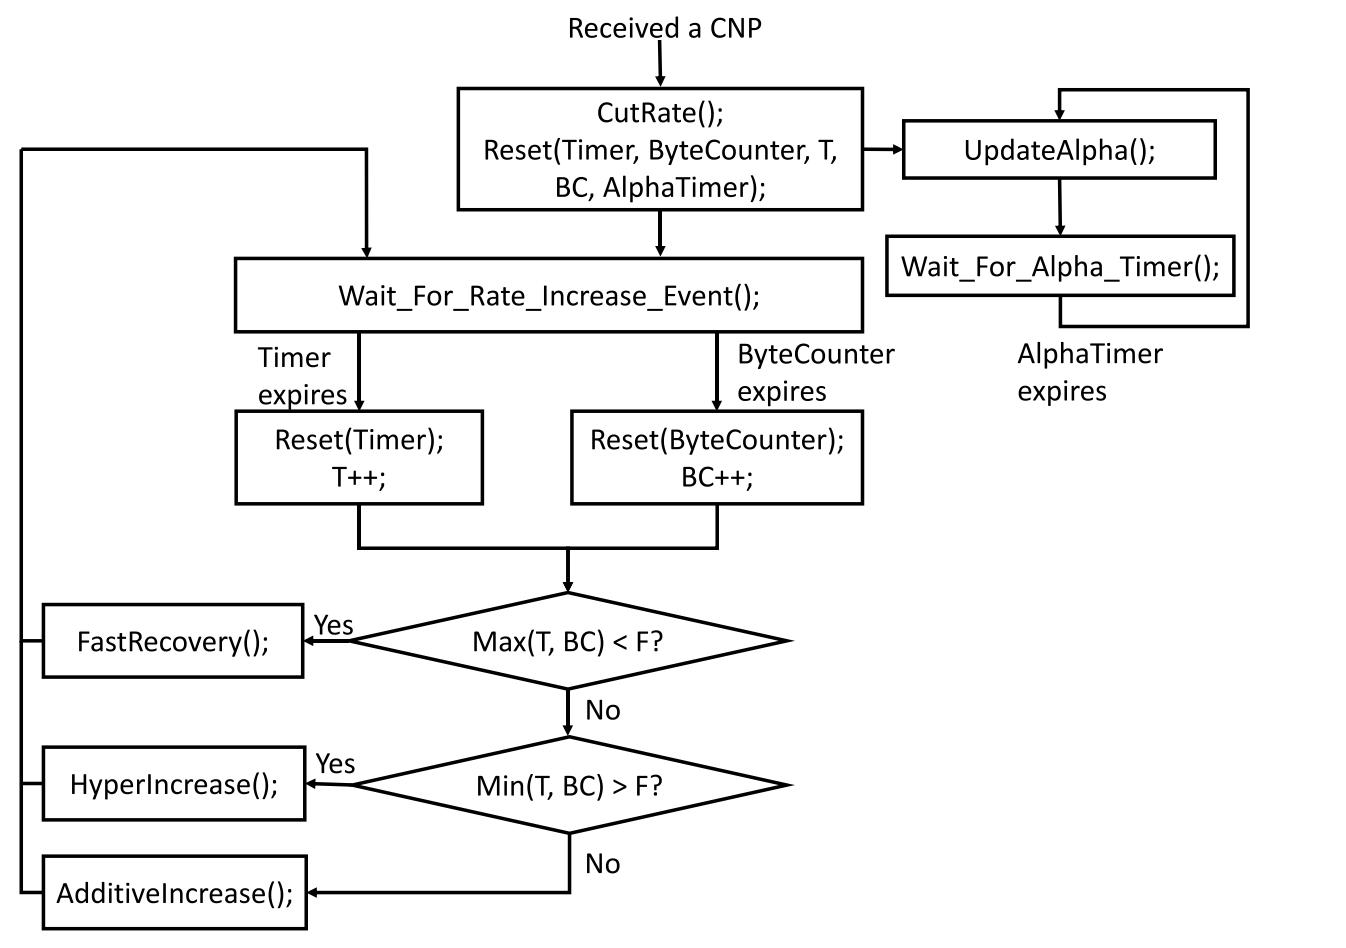 Received a CNP
CutRate();
Reset(Timer, ByteCounter, T,
BC, AlphaTimer);
UpdateAlpha();
Wait_For_Alpha_Timer();
AlphaTimer
expires
Wait_For_Rate_Increase_Event();
Timer
expires
ByteCounter
expires
Reset(Timer);
T++;
Reset(ByteCounter);
BC++;
Max(T, BC) < F?
Yes
FastRecovery();
No
Min(T, BC) > F?
Yes
HyperIncrease();
No
AdditiveIncrease();